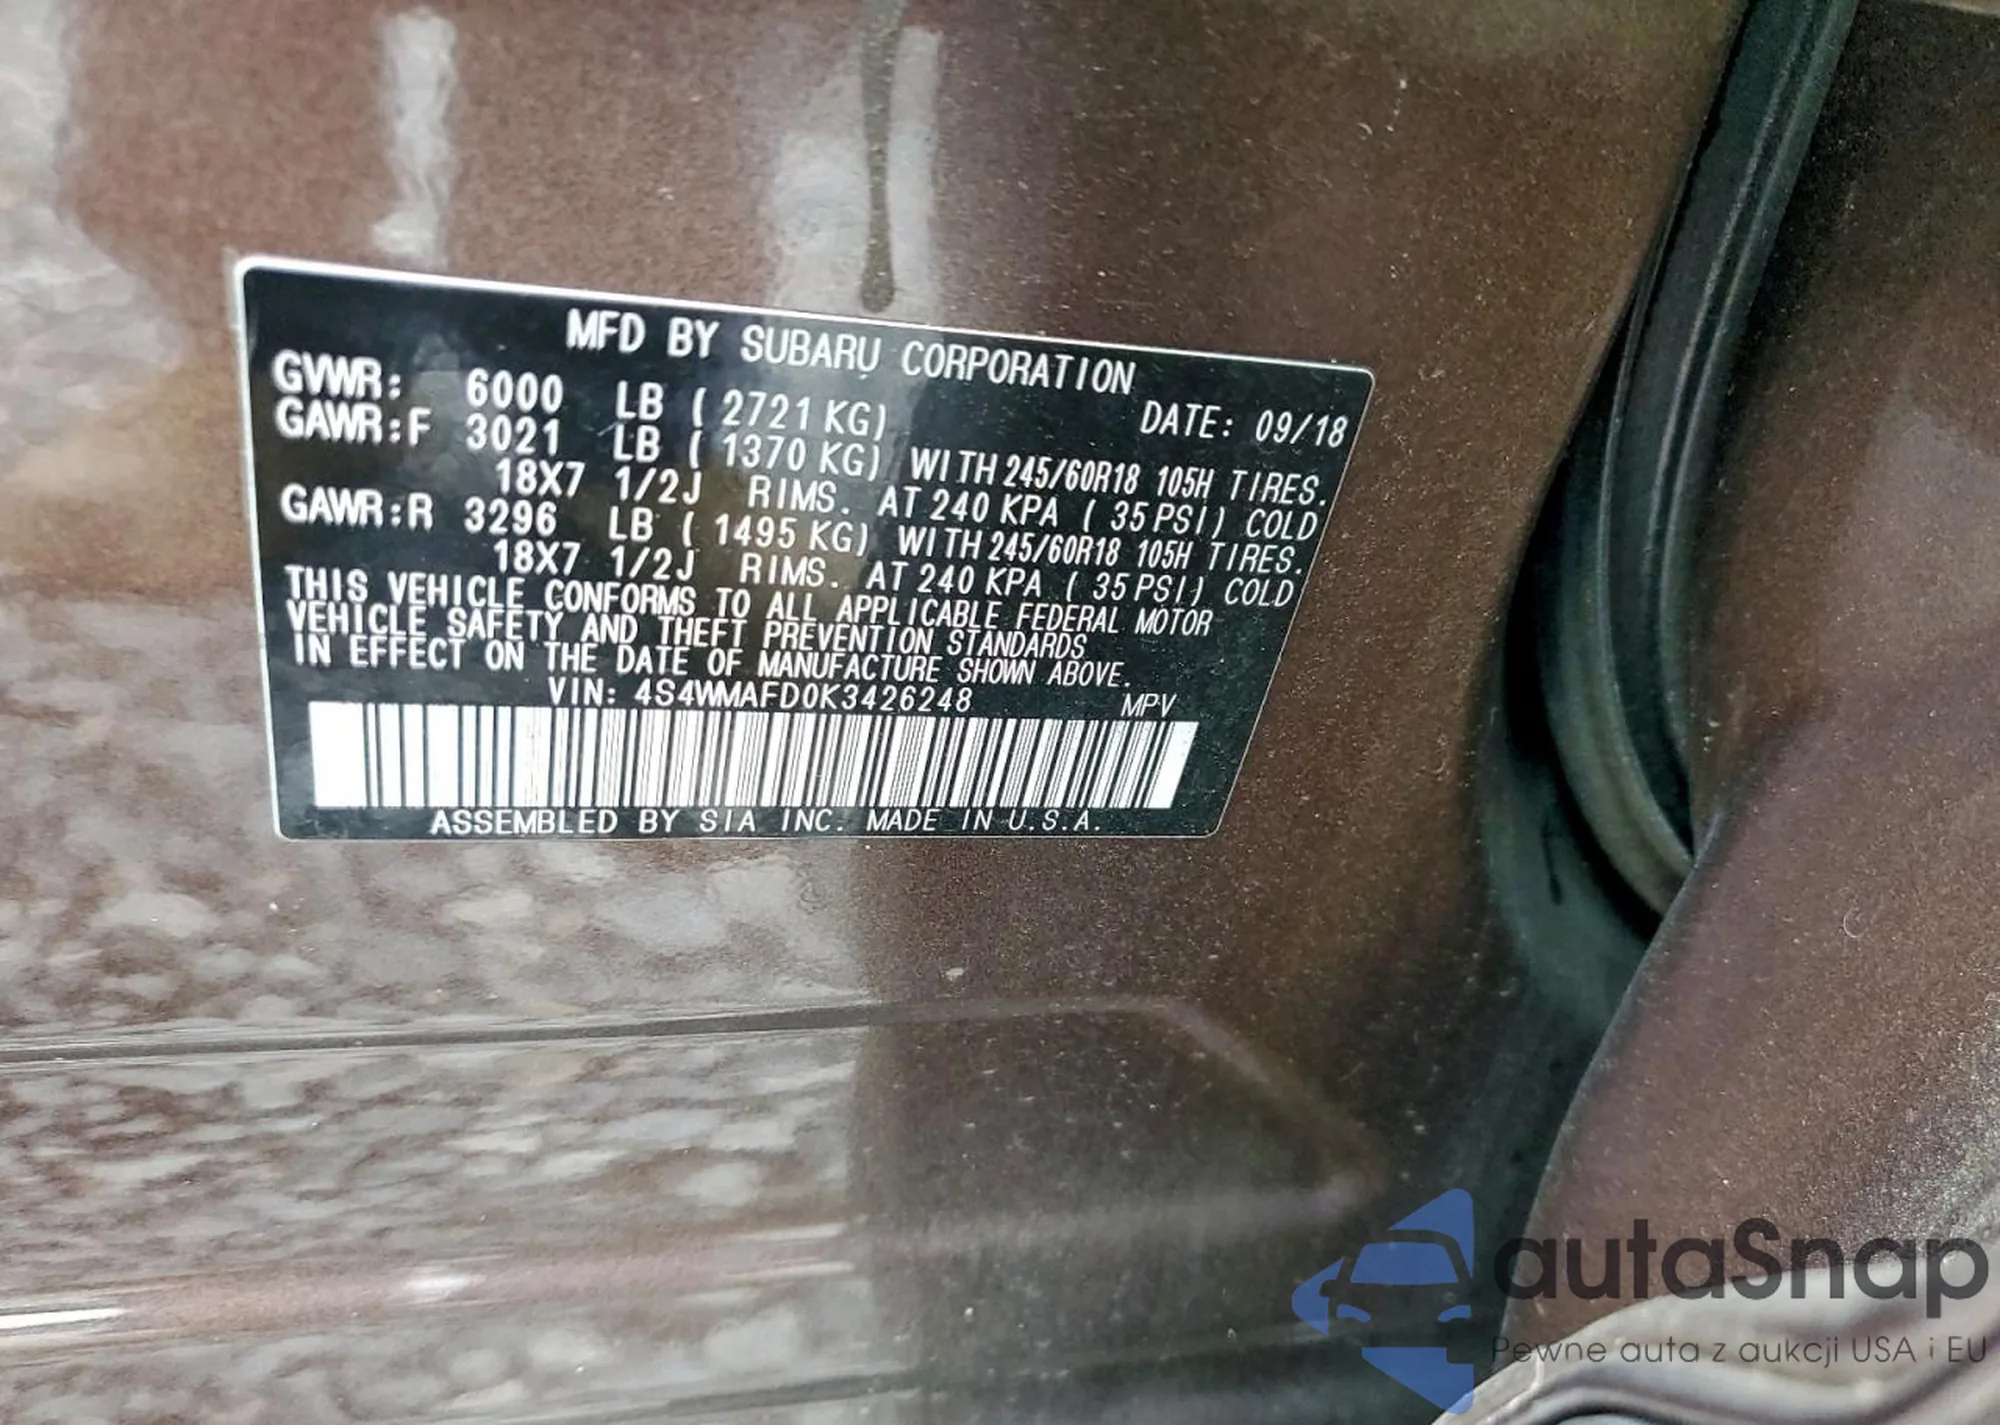 MFD BY SUBARU CORPORATION
GVWR: 6000 LB ( 2721 KG) DATE: 09/18
GAWR:F 3021 LB ( 1370 KG) WITH 245/60R18 105H TIRES.
18X7 1/2J RIMS. AT 240 KPA ( 35 PSI) COLD
GAWR:R 3296 LB ( 1495 KG) WITH 245/60R18 105H TIRES.
18X7 1/2J RIMS. AT 240 KPA ( 35 PSI) COLD
THIS VEHICLE CONFORMS TO ALL APPLICABLE FEDERAL MOTOR
VEHICLE SAFETY AND THEFT PREVENTION STANDARDS
IN EFFECT ON THE DATE OF MANUFACTURE SHOWN ABOVE.
VIN: 4S4WMAFD0K3426248 MPV
ASSEMBLED BY SIA INC. MADE IN U.S.A.
autaSnap
Pewne auta z aukcji USA i EU